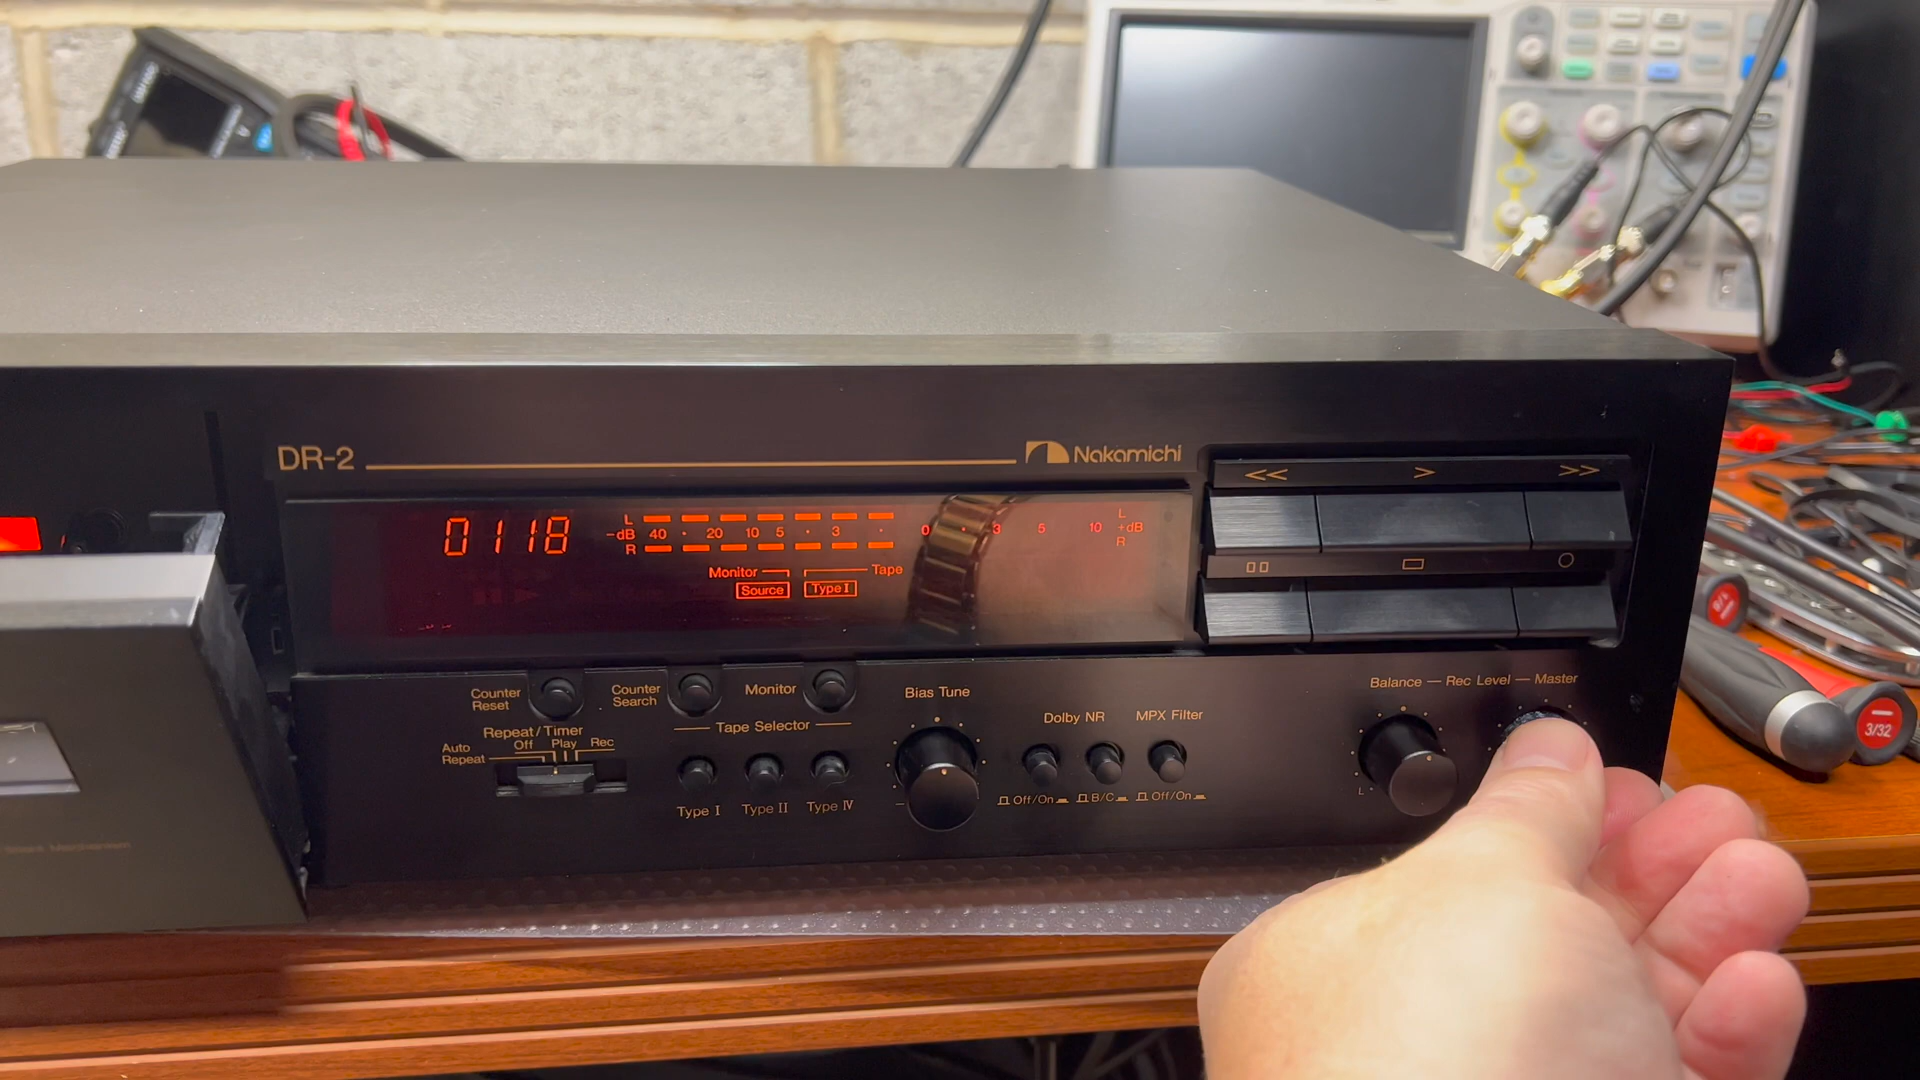 DR-2
Nakamichi
<< > >>
0118
L
-dB 40 · 20 10 5 · 3 · 0 · 3 5 10 +dB
R
L
R
Monitor
Tape
Source
Type I
Counter Reset
Counter Search
Monitor
Bias Tune
Dolby NR
MPX Filter
Balance — Rec Level — Master
Tape Selector
Repeat/Timer
Off Play Rec
Auto Repeat
Type I
Type II
Type IV
Off/On
B/C
Off/On
L
3/32